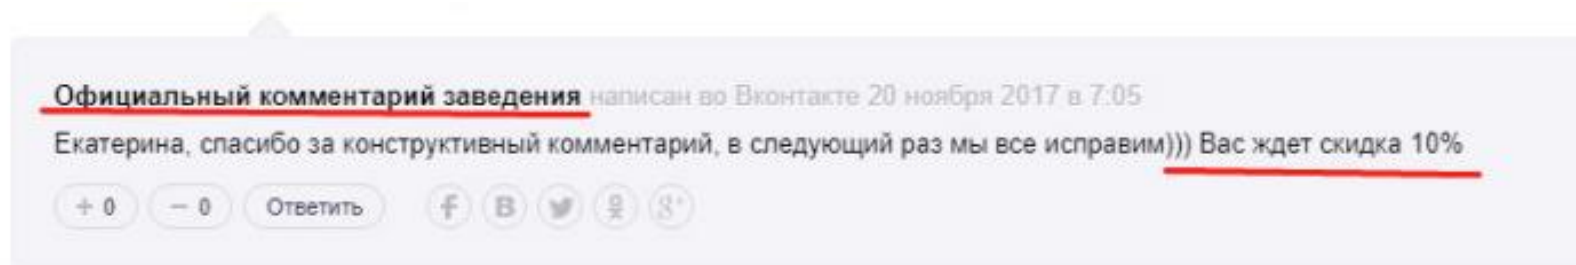 Официальный комментарий заведения написан во Вконтакте 20 ноября 2017 в 7:05
Екатерина, спасибо за конструктивный комментарий, в следующий раз мы все исправим))) Вас ждет скидка 10%
+ 0 − 0 Ответить f B g+